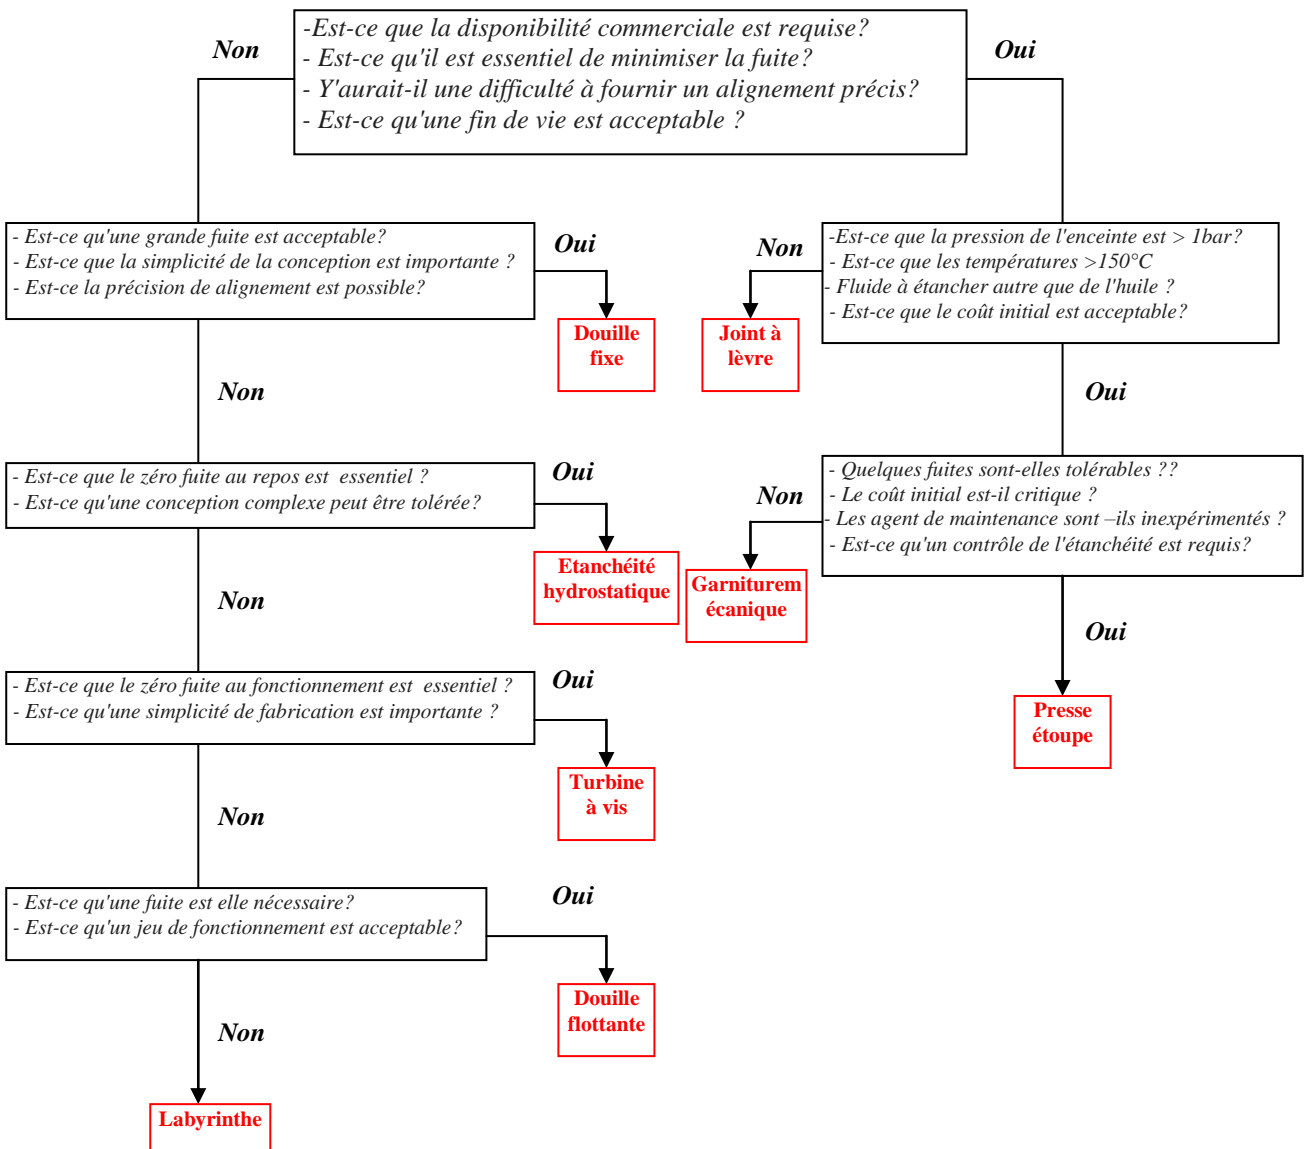 -Est-ce que la disponibilité commerciale est requise?
- Est-ce qu'il est essentiel de minimiser la fuite?
- Y'aurait-il une difficulté à fournir un alignement précis?
- Est-ce qu'une fin de vie est acceptable ?
Non
Oui
- Est-ce qu'une grande fuite est acceptable?
- Est-ce que la simplicité de la conception est importante ?
- Est-ce la précision de alignement est possible?
Oui
Douille
fixe
Non
-Est-ce que la pression de l'enceinte est > 1bar?
- Est-ce que les températures >150°C
- Fluide à étancher autre que de l'huile ?
- Est-ce que le coût initial est acceptable?
Joint à
lèvre
Non
Oui
- Est-ce que le zéro fuite au repos est essentiel ?
- Est-ce qu'une conception complexe peut être tolérée?
Oui
Etanchéité
hydrostatique
Non
- Quelques fuites sont-elles tolérables ??
- Le coût initial est-il critique ?
- Les agent de maintenance sont –ils inexpérimentés ?
- Est-ce qu'un contrôle de l'étanchéité est requis?
Garniturem
écanique
Non
Oui
- Est-ce que le zéro fuite au fonctionnement est essentiel ?
- Est-ce qu'une simplicité de fabrication est importante ?
Oui
Turbine
à vis
Presse
étoupe
Non
- Est-ce qu'une fuite est elle nécessaire?
- Est-ce qu'un jeu de fonctionnement est acceptable?
Oui
Douille
flottante
Non
Labyrinthe